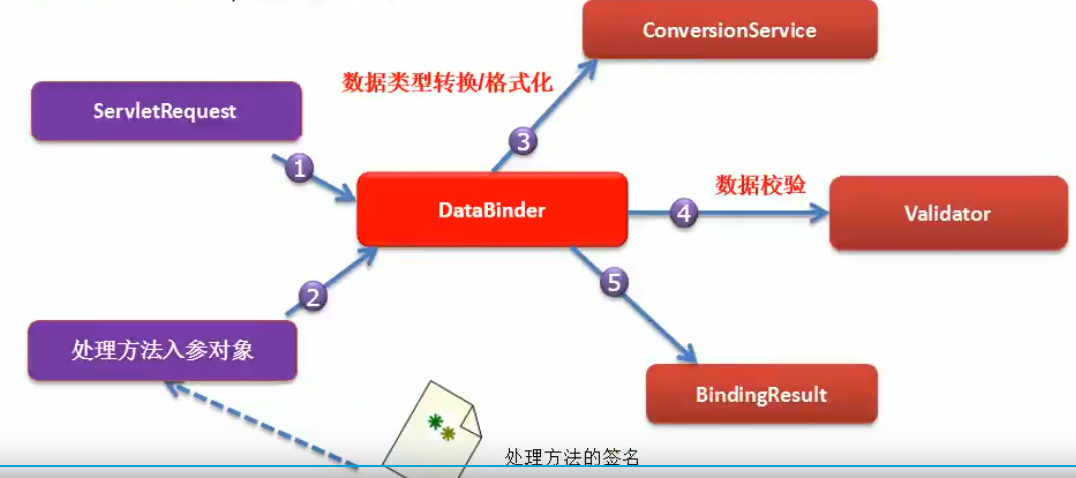 ConversionService
数据类型转换/格式化
ServletRequest
3
1
数据校验
DataBinder
4
Validator
5
2
处理方法入参对象
BindingResult
处理方法的签名